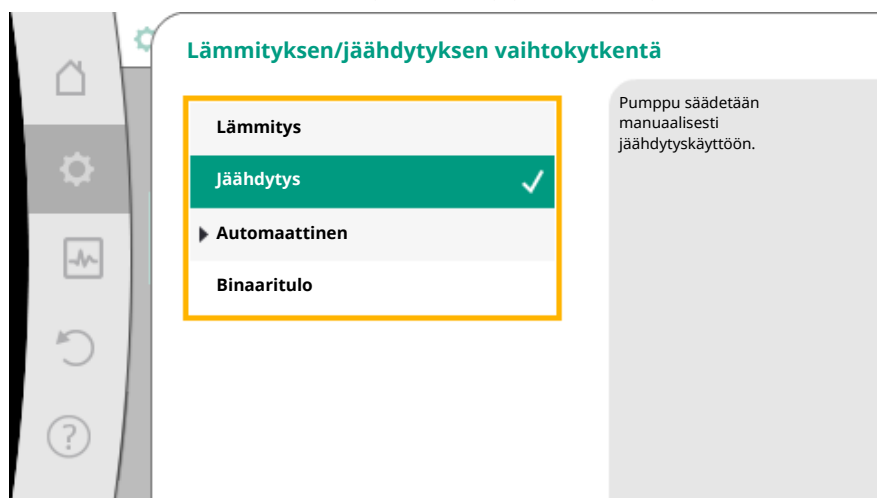 Lämmityksen/jäähdytyksen vaihtokytkentä
Lämmitys
Jäähdytys
Automaattinen
Binaaritulo
Pumppu säädetään
manuaalisesti
jäähdytyskäyttöön.
?